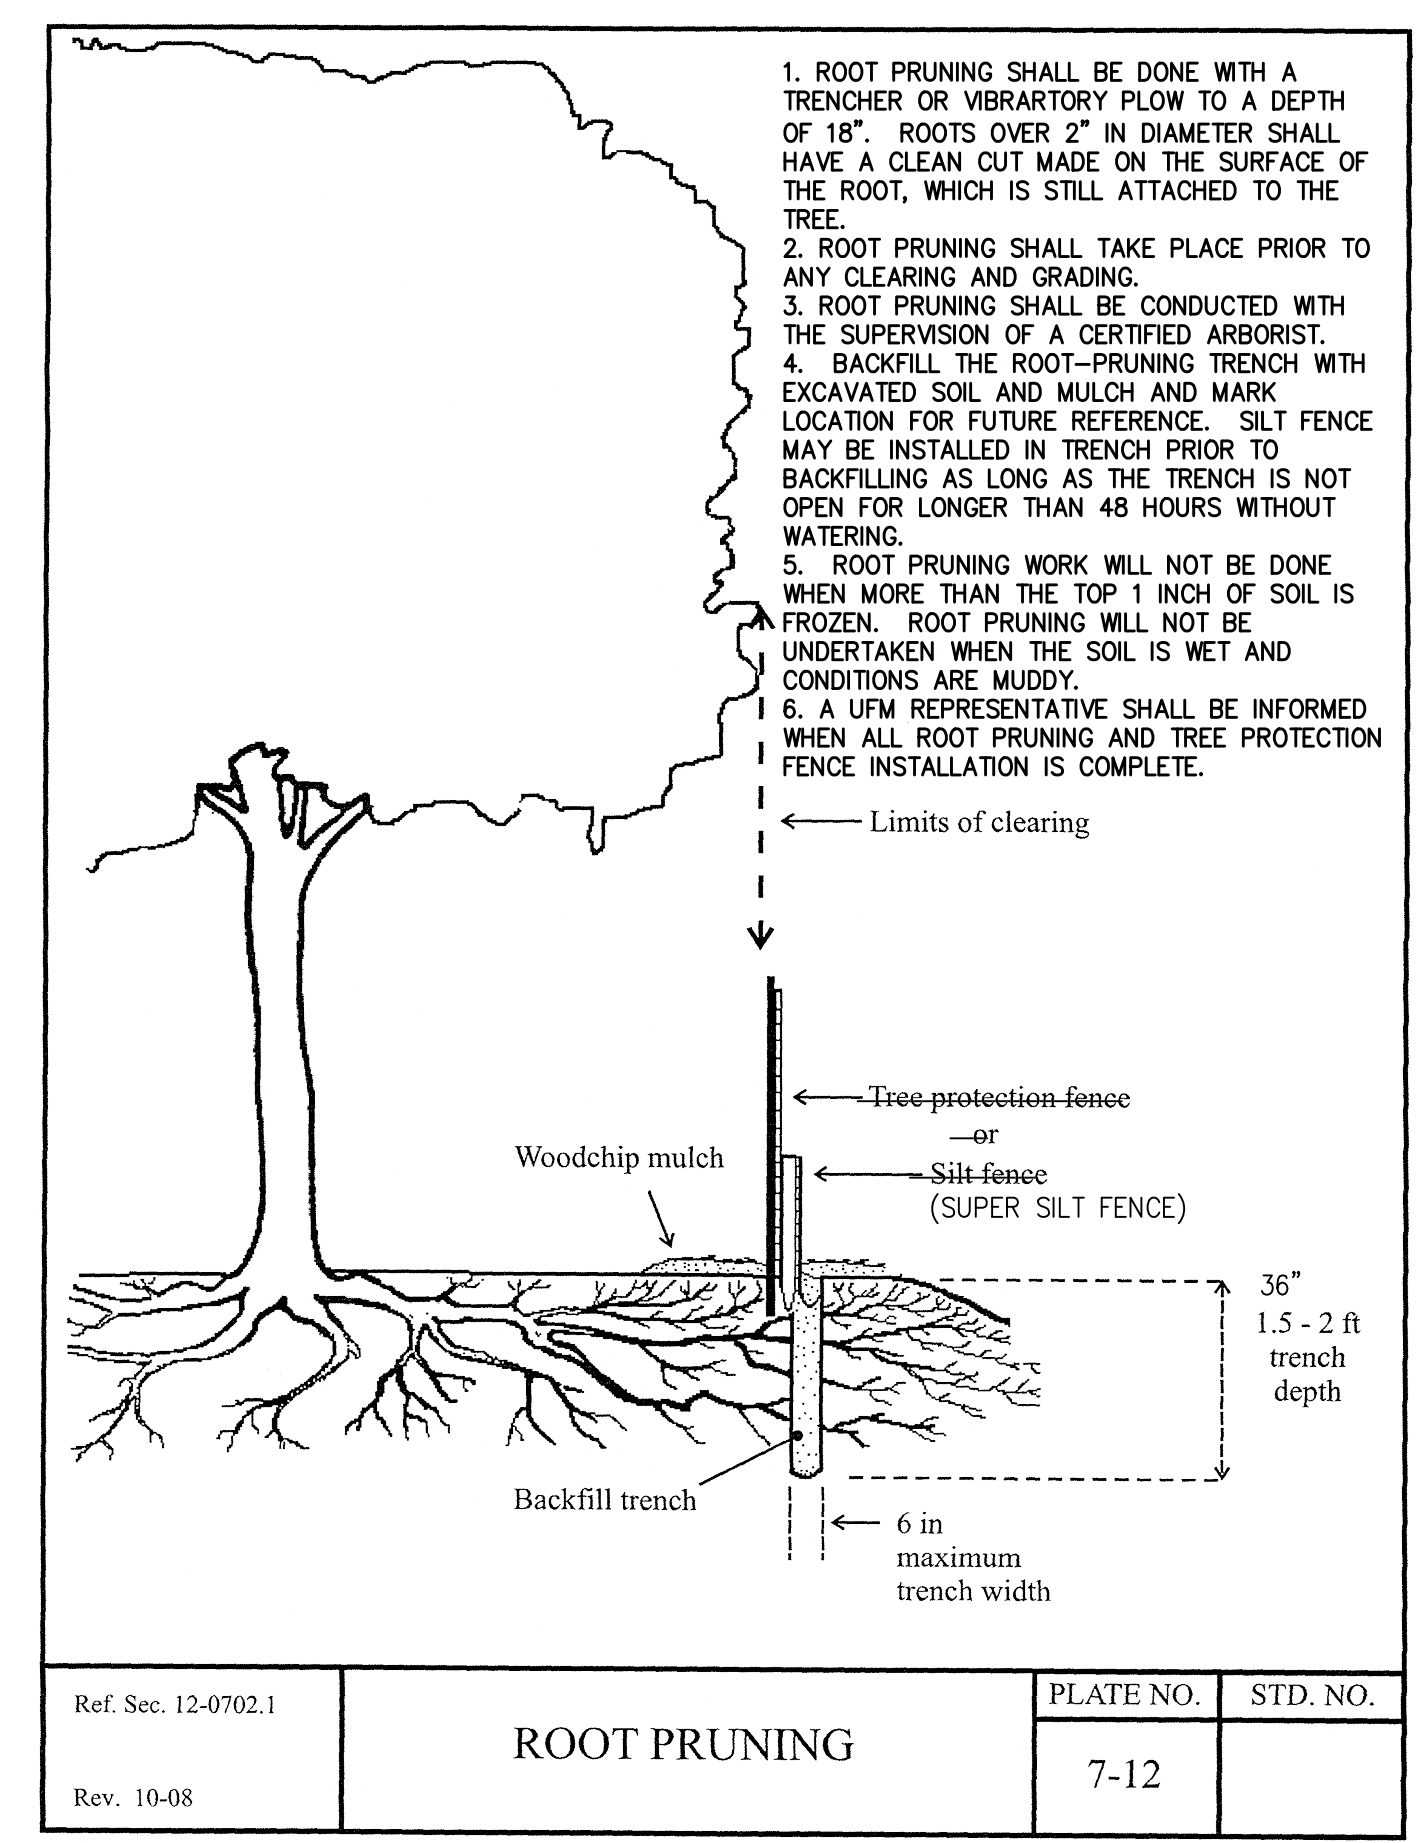 1. ROOT PRUNING SHALL BE DONE WITH A
TRENCHER OR VIBRARTORY PLOW TO A DEPTH
OF 18”.  ROOTS OVER 2” IN DIAMETER SHALL
HAVE A CLEAN CUT MADE ON THE SURFACE OF
THE ROOT, WHICH IS STILL ATTACHED TO THE
TREE.
2. ROOT PRUNING SHALL TAKE PLACE PRIOR TO
ANY CLEARING AND GRADING.
3. ROOT PRUNING SHALL BE CONDUCTED WITH
THE SUPERVISION OF A CERTIFIED ARBORIST.
4.  BACKFILL THE ROOT-PRUNING TRENCH WITH
EXCAVATED SOIL AND MULCH AND MARK
LOCATION FOR FUTURE REFERENCE.  SILT FENCE
MAY BE INSTALLED IN TRENCH PRIOR TO
BACKFILLING AS LONG AS THE TRENCH IS NOT
OPEN FOR LONGER THAN 48 HOURS WITHOUT
WATERING.
5.  ROOT PRUNING WORK WILL NOT BE DONE
WHEN MORE THAN THE TOP 1 INCH OF SOIL IS
FROZEN.  ROOT PRUNING WILL NOT BE
UNDERTAKEN WHEN THE SOIL IS WET AND
CONDITIONS ARE MUDDY.
6. A UFM REPRESENTATIVE SHALL BE INFORMED
WHEN ALL ROOT PRUNING AND TREE PROTECTION
FENCE INSTALLATION IS COMPLETE.
Limits of clearing
Tree protection fence
or
Silt fence
(SUPER SILT FENCE)
Woodchip mulch
36”
1.5 - 2 ft
trench
depth
Backfill trench
6 in
maximum
trench width
Ref. Sec. 12-0702.1
Rev. 10-08
ROOT PRUNING
PLATE NO.
7-12
STD. NO.